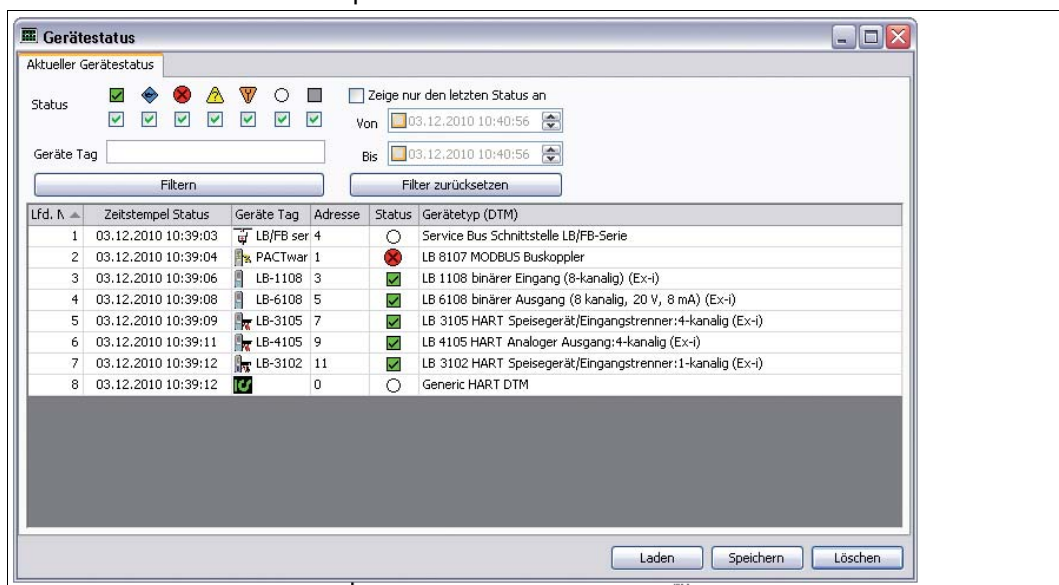 Gerätestatus
Aktueller Gerätestatus
Status
Zeige nur den letzten Status an
Von 03.12.2010 10:40:56
Geräte Tag
Bis 03.12.2010 10:40:56
Filtern Filter zurücksetzen
Lfd. N Zeitstempel Status Geräte Tag Adresse Status Gerätetyp (DTM)
1 03.12.2010 10:39:03 LB/FB ser 4 Service Bus Schnittstelle LB/FB-Serie
2 03.12.2010 10:39:04 PACTwar 1 LB 8107 MODBUS Buskoppler
3 03.12.2010 10:39:06 LB-1108 3 LB 1108 binärer Eingang (8-kanalig) (Ex-i)
4 03.12.2010 10:39:08 LB-6108 5 LB 6108 binärer Ausgang (8 kanalig, 20 V, 8 mA) (Ex-i)
5 03.12.2010 10:39:09 LB-3105 7 LB 3105 HART Speisegerät/Eingangstrenner:4-kanalig (Ex-i)
6 03.12.2010 10:39:11 LB-4105 9 LB 4105 HART Analoger Ausgang:4-kanalig (Ex-i)
7 03.12.2010 10:39:12 LB-3102 11 LB 3102 HART Speisegerät/Eingangstrenner:1-kanalig (Ex-i)
8 03.12.2010 10:39:12 0 Generic HART DTM
Laden Speichern Löschen